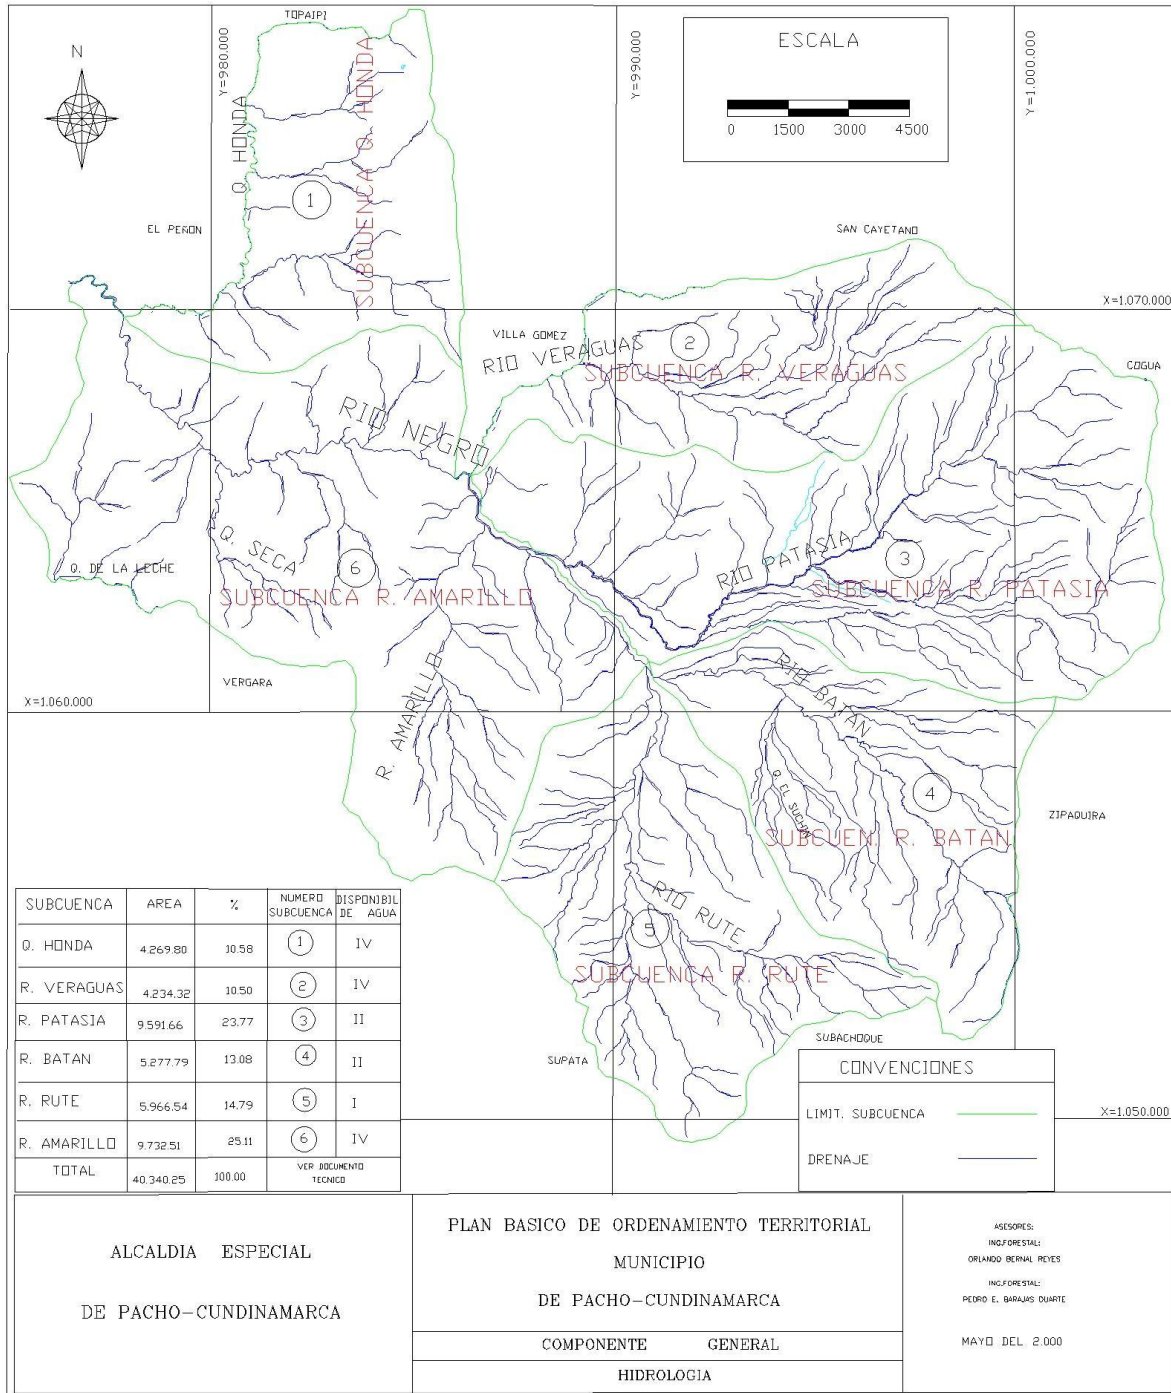 TOPAIPI
N
Y=980.000
Y=990.000
Y=1.000.000
ESCALA
0 1500 3000 4500
Q HONDA
SUBCUENCA Q HONDA
1
EL PEÑON
SAN CAYETANO
X=1.070.000
VILLA GOMEZ
RIO VERAGUAS
2
SUBCUENCA R. VERAGUAS
COGUA
RIO NEGRO
Q. SECA
Q. DE LA LECHE
6
SUBCUENCA R. AMARILLO
RIO PATASIA
3
SUBCUENCA R. PATASIA
VERGARA
X=1.060.000
R. AMARILLO
RIO BATAN
Q. EL SUCHIN
4
SUBCUEN. R. BATAN
ZIPAQUIRA
RIO RUTE
5
SUBCUENCA R. RUTE
SUPATA
SUBACHOQUE
X=1.050.000
SUBCUENCA AREA % NUMERO SUBCUENCA DISPONIBIL DE AGUA
Q. HONDA 4.269.80 10.58 1 IV
R. VERAGUAS 4.234.32 10.50 2 IV
R. PATASIA 9.591.66 23.77 3 II
R. BATAN 5.277.79 13.08 4 II
R. RUTE 5.966.54 14.79 5 I
R. AMARILLO 9.732.51 25.11 6 IV
TOTAL 40.340.25 100.00 VER DOCUMENTO TECNICO
CONVENCIONES
LIMIT. SUBCUENCA
DRENAJE
ALCALDIA ESPECIAL
DE PACHO-CUNDINAMARCA
PLAN BASICO DE ORDENAMIENTO TERRITORIAL
MUNICIPIO
DE PACHO-CUNDINAMARCA
COMPONENTE GENERAL
HIDROLOGIA
ASESORES:
ING.FORESTAL:
ORLANDO BERNAL REYES
ING.FORESTAL:
PEDRO E. BARAJAS DUARTE
MAYO DEL 2.000